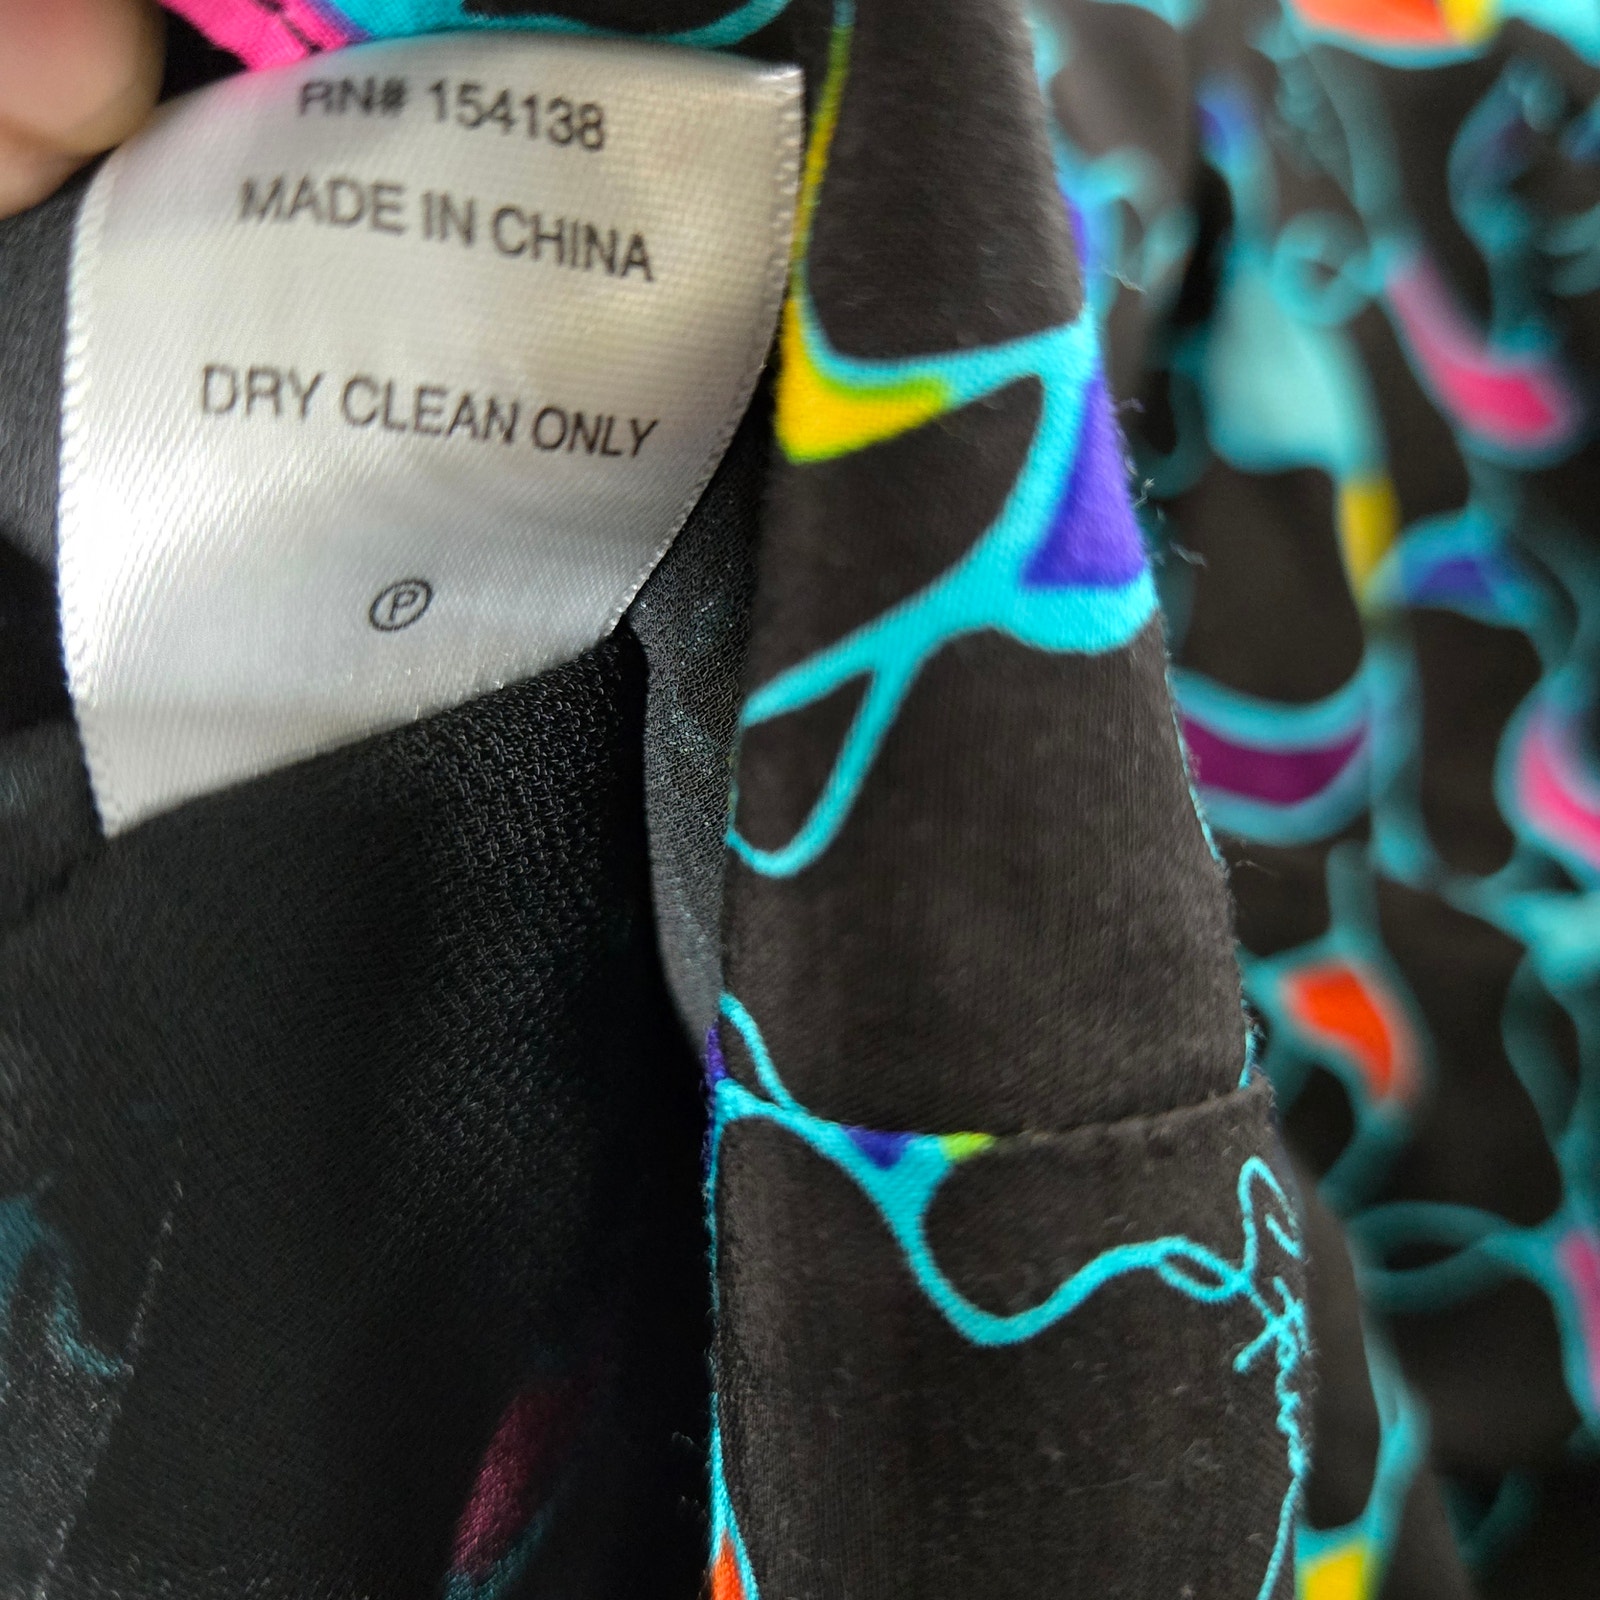 RN# 154138
MADE IN CHINA
DRY CLEAN ONLY
P